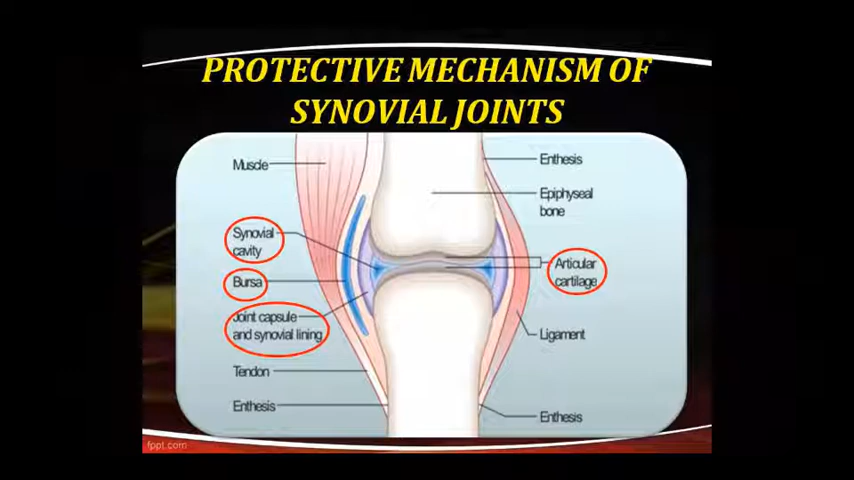 PROTECTIVE MECHANISM OF
SYNOVIAL JOINTS
Muscle
Synovial
cavity
Bursa
Joint capsule
and synovial lining
Tendon
Enthesis
Enthesis
Epiphyseal
bone
Articular
cartilage
Ligament
Enthesis
fppt.com